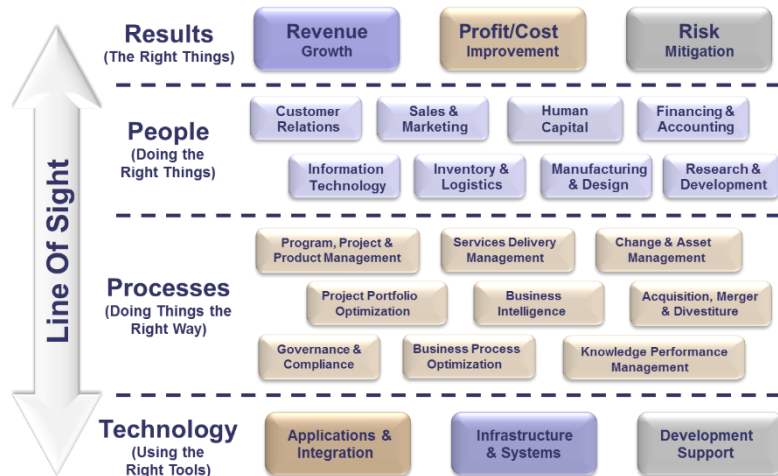 Line Of Sight
Results
(The Right Things)
Revenue
Growth
Profit/Cost
Improvement
Risk
Mitigation
People
(Doing the
Right Things)
Customer
Relations
Sales &
Marketing
Human
Capital
Financing &
Accounting
Information
Technology
Inventory &
Logistics
Manufacturing
& Design
Research &
Development
Processes
(Doing Things the
Right Way)
Program, Project &
Product Management
Services Delivery
Management
Change & Asset
Management
Project Portfolio
Optimization
Business
Intelligence
Acquisition, Merger
& Divestiture
Governance &
Compliance
Business Process
Optimization
Knowledge Performance
Management
Technology
(Using the
Right Tools)
Applications &
Integration
Infrastructure
& Systems
Development
Support